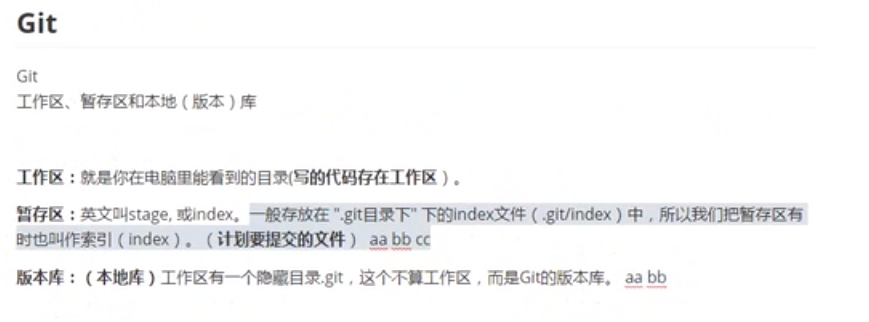 Git
Git
工作区、暂存区和本地（版本）库
工作区：就是你在电脑里能看到的目录(写的代码存在工作区）。
暂存区：英文叫stage, 或index。一般存放在 ".git目录下" 下的index文件（.git/index）中，所以我们把暂存区有
时也叫作索引（index）。（计划要提交的文件） aa bb cc
版本库：（本地库）工作区有一个隐藏目录.git，这个不算工作区，而是Git的版本库。 aa bb